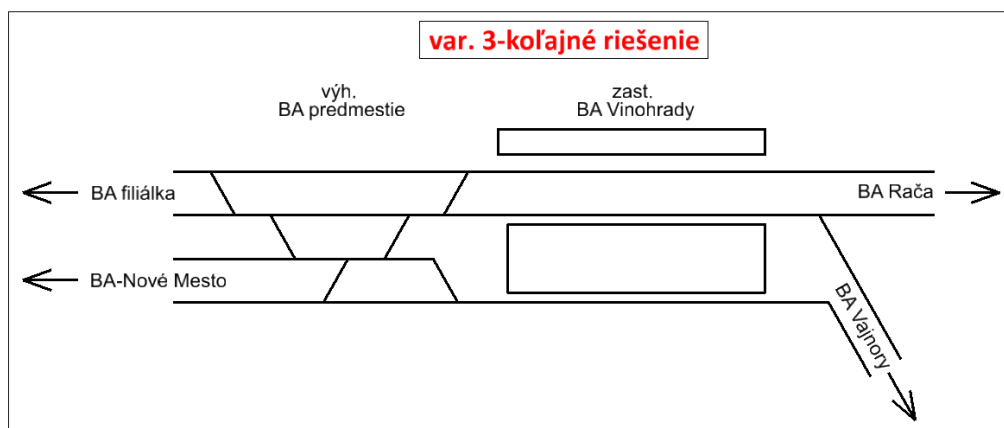 var. 3-koľajné riešenie
výh.
BA predmestie
zast.
BA Vinohrady
BA filiálka
BA Rača
BA-Nové Mesto
BA Vajnory